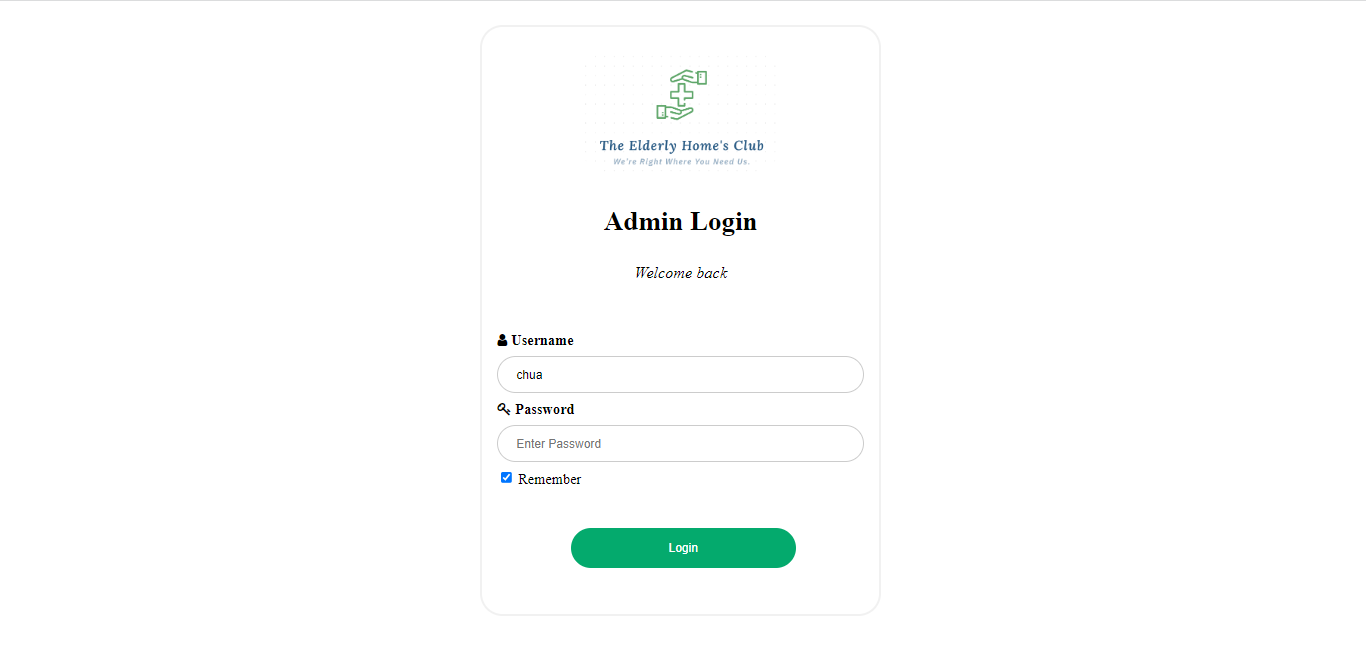 The Elderly Home's Club
We're Right Where You Need Us.
Admin Login
Welcome back
Username
chua
Password
Enter Password
Remember
Login